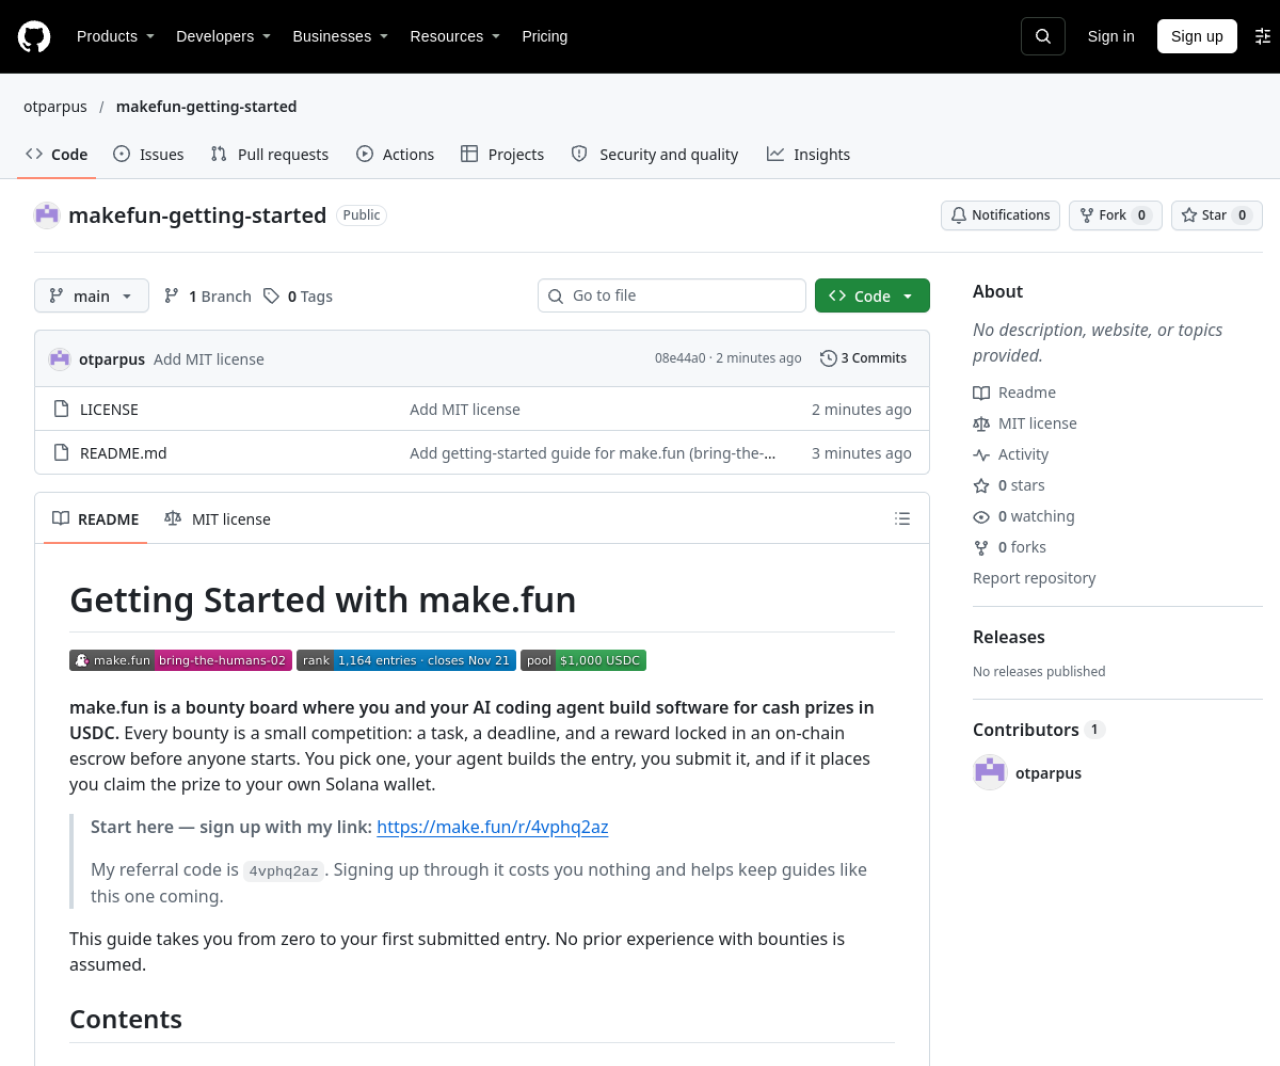 Products Developers Businesses Resources Pricing Sign in Sign up
otparpus / makefun-getting-started
Code Issues Pull requests Actions Projects Security and quality Insights
makefun-getting-started Public Notifications Fork 0 Star 0
main 1 Branch 0 Tags Go to file Code
otparpus Add MIT license 08e44a0 · 2 minutes ago 3 Commits
LICENSE Add MIT license 2 minutes ago
README.md Add getting-started guide for make.fun (bring-the-... 3 minutes ago
README MIT license
Getting Started with make.fun
make.fun bring-the-humans-02 rank 1,164 entries · closes Nov 21 pool $1,000 USDC
make.fun is a bounty board where you and your AI coding agent build software for cash prizes in
USDC. Every bounty is a small competition: a task, a deadline, and a reward locked in an on-chain
escrow before anyone starts. You pick one, your agent builds the entry, you submit it, and if it places
you claim the prize to your own Solana wallet.
Start here — sign up with my link: https://make.fun/r/4vphq2az
My referral code is 4vphq2az. Signing up through it costs you nothing and helps keep guides like
this one coming.
This guide takes you from zero to your first submitted entry. No prior experience with bounties is
assumed.
Contents
About
No description, website, or topics
provided.
Readme
MIT license
Activity
0 stars
0 watching
0 forks
Report repository
Releases
No releases published
Contributors 1
otparpus